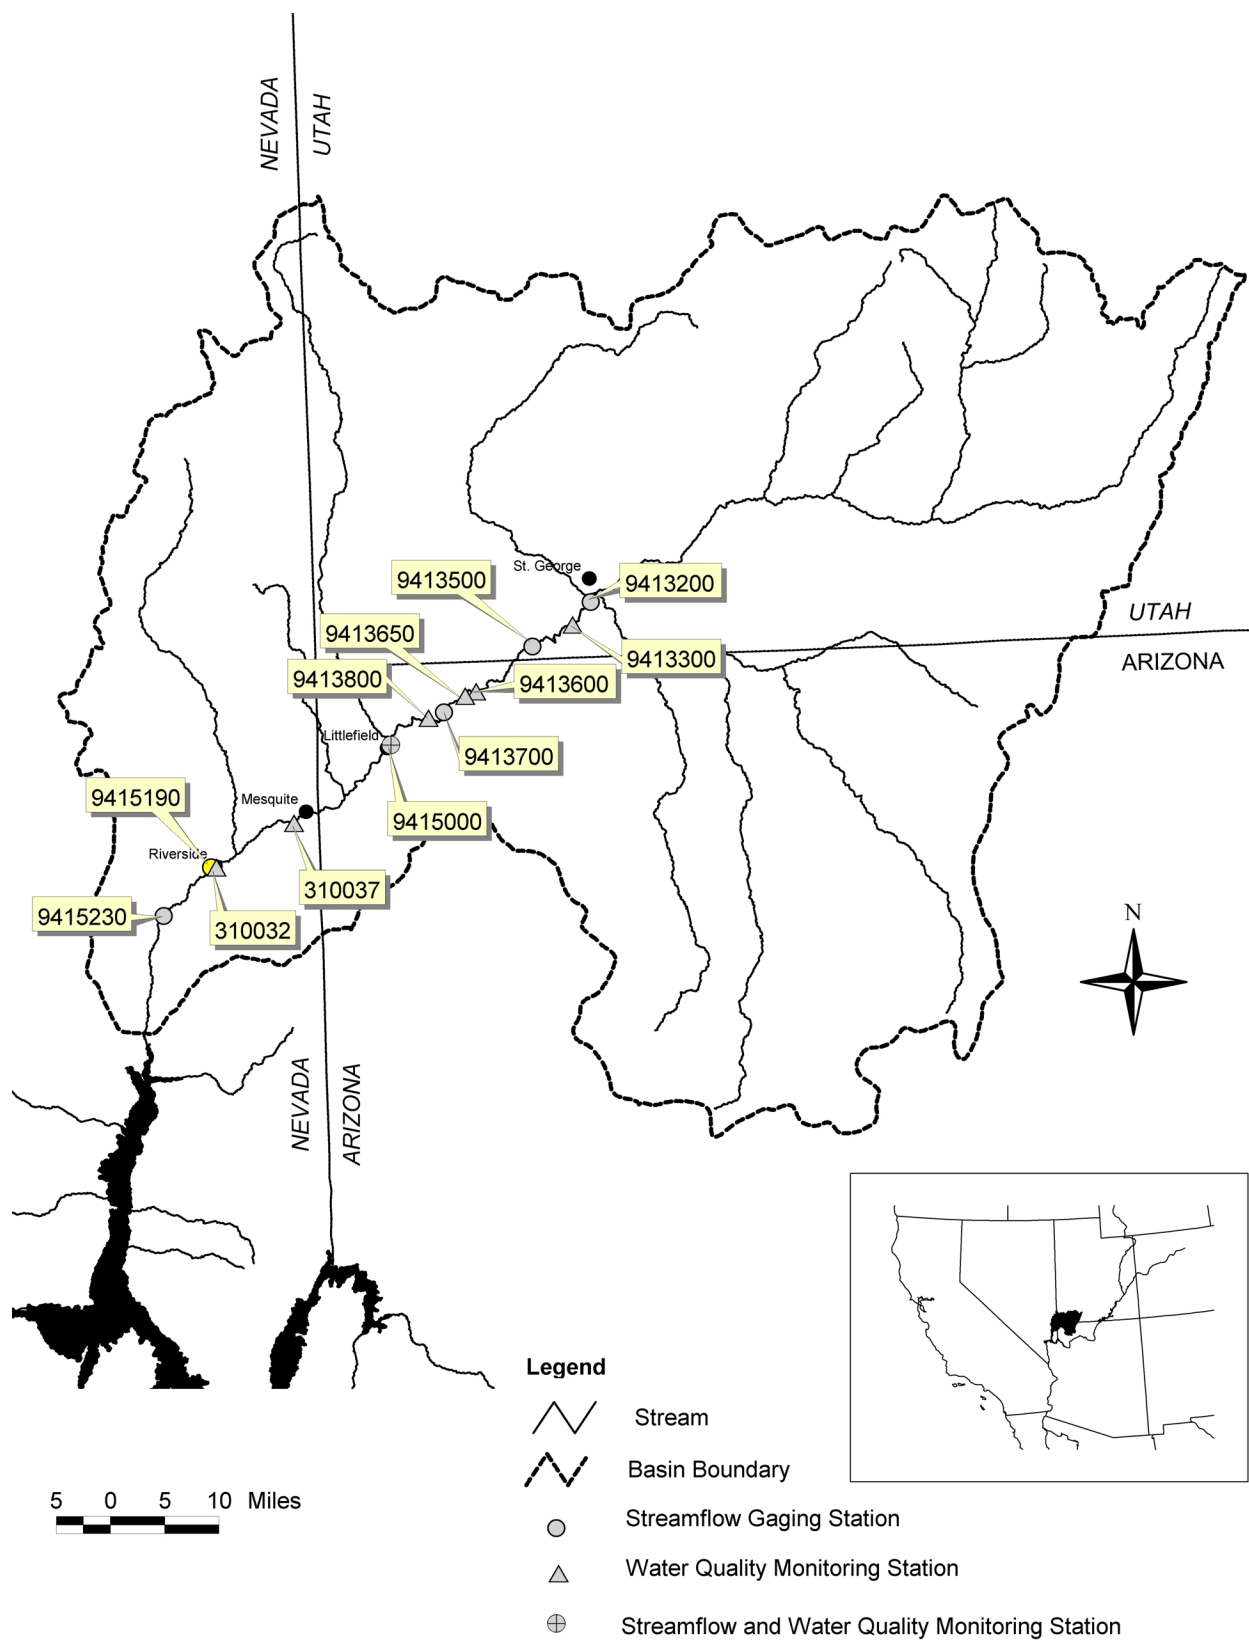 NEVADA
UTAH
St. George
9413500
9413200
UTAH
ARIZONA
9413650
9413300
9413800
9413600
Littlefield
9413700
9415190
Mesquite
9415000
Riverside
310037
9415230
310032
N
NEVADA
ARIZONA
Legend
Stream
Basin Boundary
5 0 5 10 Miles
Streamflow Gaging Station
Water Quality Monitoring Station
Streamflow and Water Quality Monitoring Station